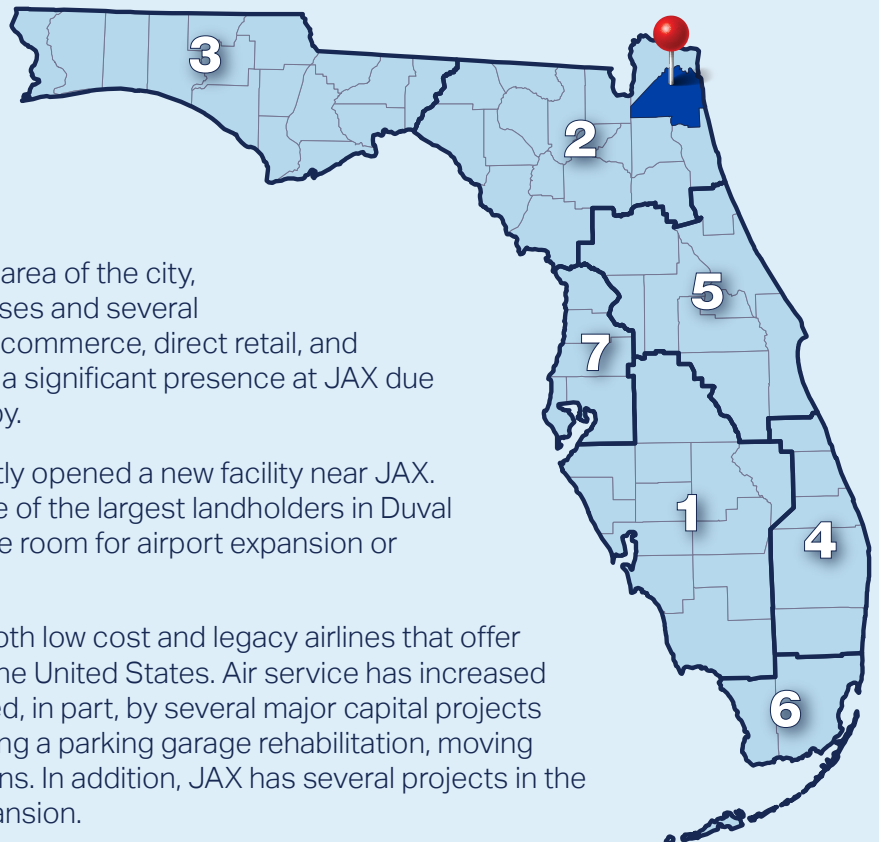 3
2
5
7
1
4
6
area of the city,
ses and several
commerce, direct retail, and
a significant presence at JAX due
by.
tly opened a new facility near JAX.
e of the largest landholders in Duval
e room for airport expansion or
oth low cost and legacy airlines that offer
he United States. Air service has increased
ed, in part, by several major capital projects
ng a parking garage rehabilitation, moving
ns. In addition, JAX has several projects in the
ansion.